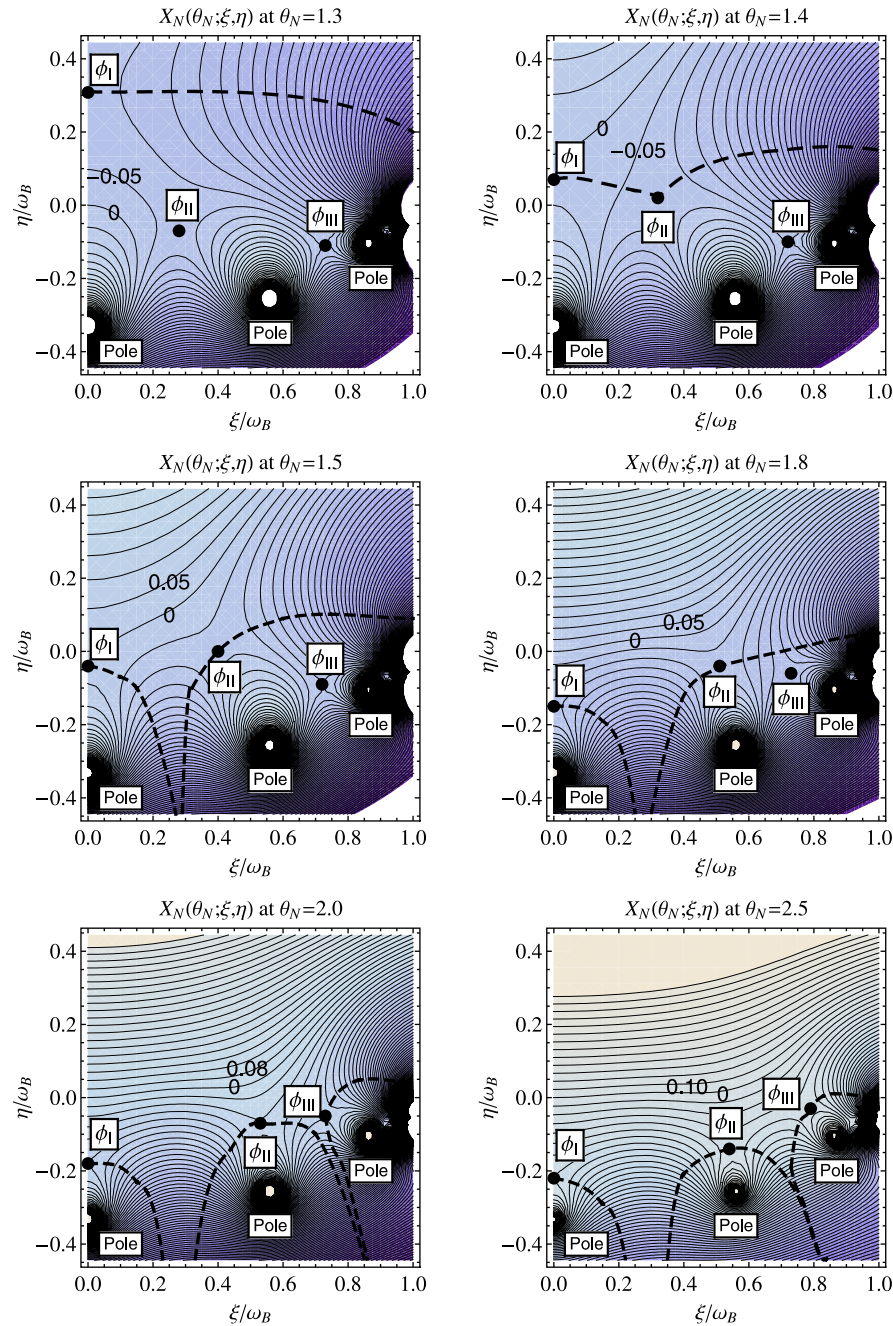 X_N(θ_N;ξ,η) at θ_N=1.3
η/ω_B
0.4
0.2
0.0
−0.2
−0.4
ϕ_I
−0.05
0
ϕ_II
ϕ_III
Pole
Pole
Pole
0.0 0.2 0.4 0.6 0.8 1.0
ξ/ω_B
X_N(θ_N;ξ,η) at θ_N=1.4
η/ω_B
0.4
0.2
0.0
−0.2
−0.4
0
−0.05
ϕ_I
ϕ_II
ϕ_III
Pole
Pole
Pole
0.0 0.2 0.4 0.6 0.8 1.0
ξ/ω_B
X_N(θ_N;ξ,η) at θ_N=1.5
η/ω_B
0.4
0.2
0.0
−0.2
−0.4
0.05
0
ϕ_I
ϕ_II
ϕ_III
Pole
Pole
Pole
0.0 0.2 0.4 0.6 0.8 1.0
ξ/ω_B
X_N(θ_N;ξ,η) at θ_N=1.8
η/ω_B
0.4
0.2
0.0
−0.2
−0.4
0.05
0
ϕ_I
ϕ_II
ϕ_III
Pole
Pole
Pole
0.0 0.2 0.4 0.6 0.8 1.0
ξ/ω_B
X_N(θ_N;ξ,η) at θ_N=2.0
η/ω_B
0.4
0.2
0.0
−0.2
−0.4
0.08
0
ϕ_III
ϕ_I
ϕ_II
Pole
Pole
Pole
0.0 0.2 0.4 0.6 0.8 1.0
ξ/ω_B
X_N(θ_N;ξ,η) at θ_N=2.5
η/ω_B
0.4
0.2
0.0
−0.2
−0.4
0.10 0
ϕ_III
ϕ_II
ϕ_I
Pole
Pole
Pole
0.0 0.2 0.4 0.6 0.8 1.0
ξ/ω_B